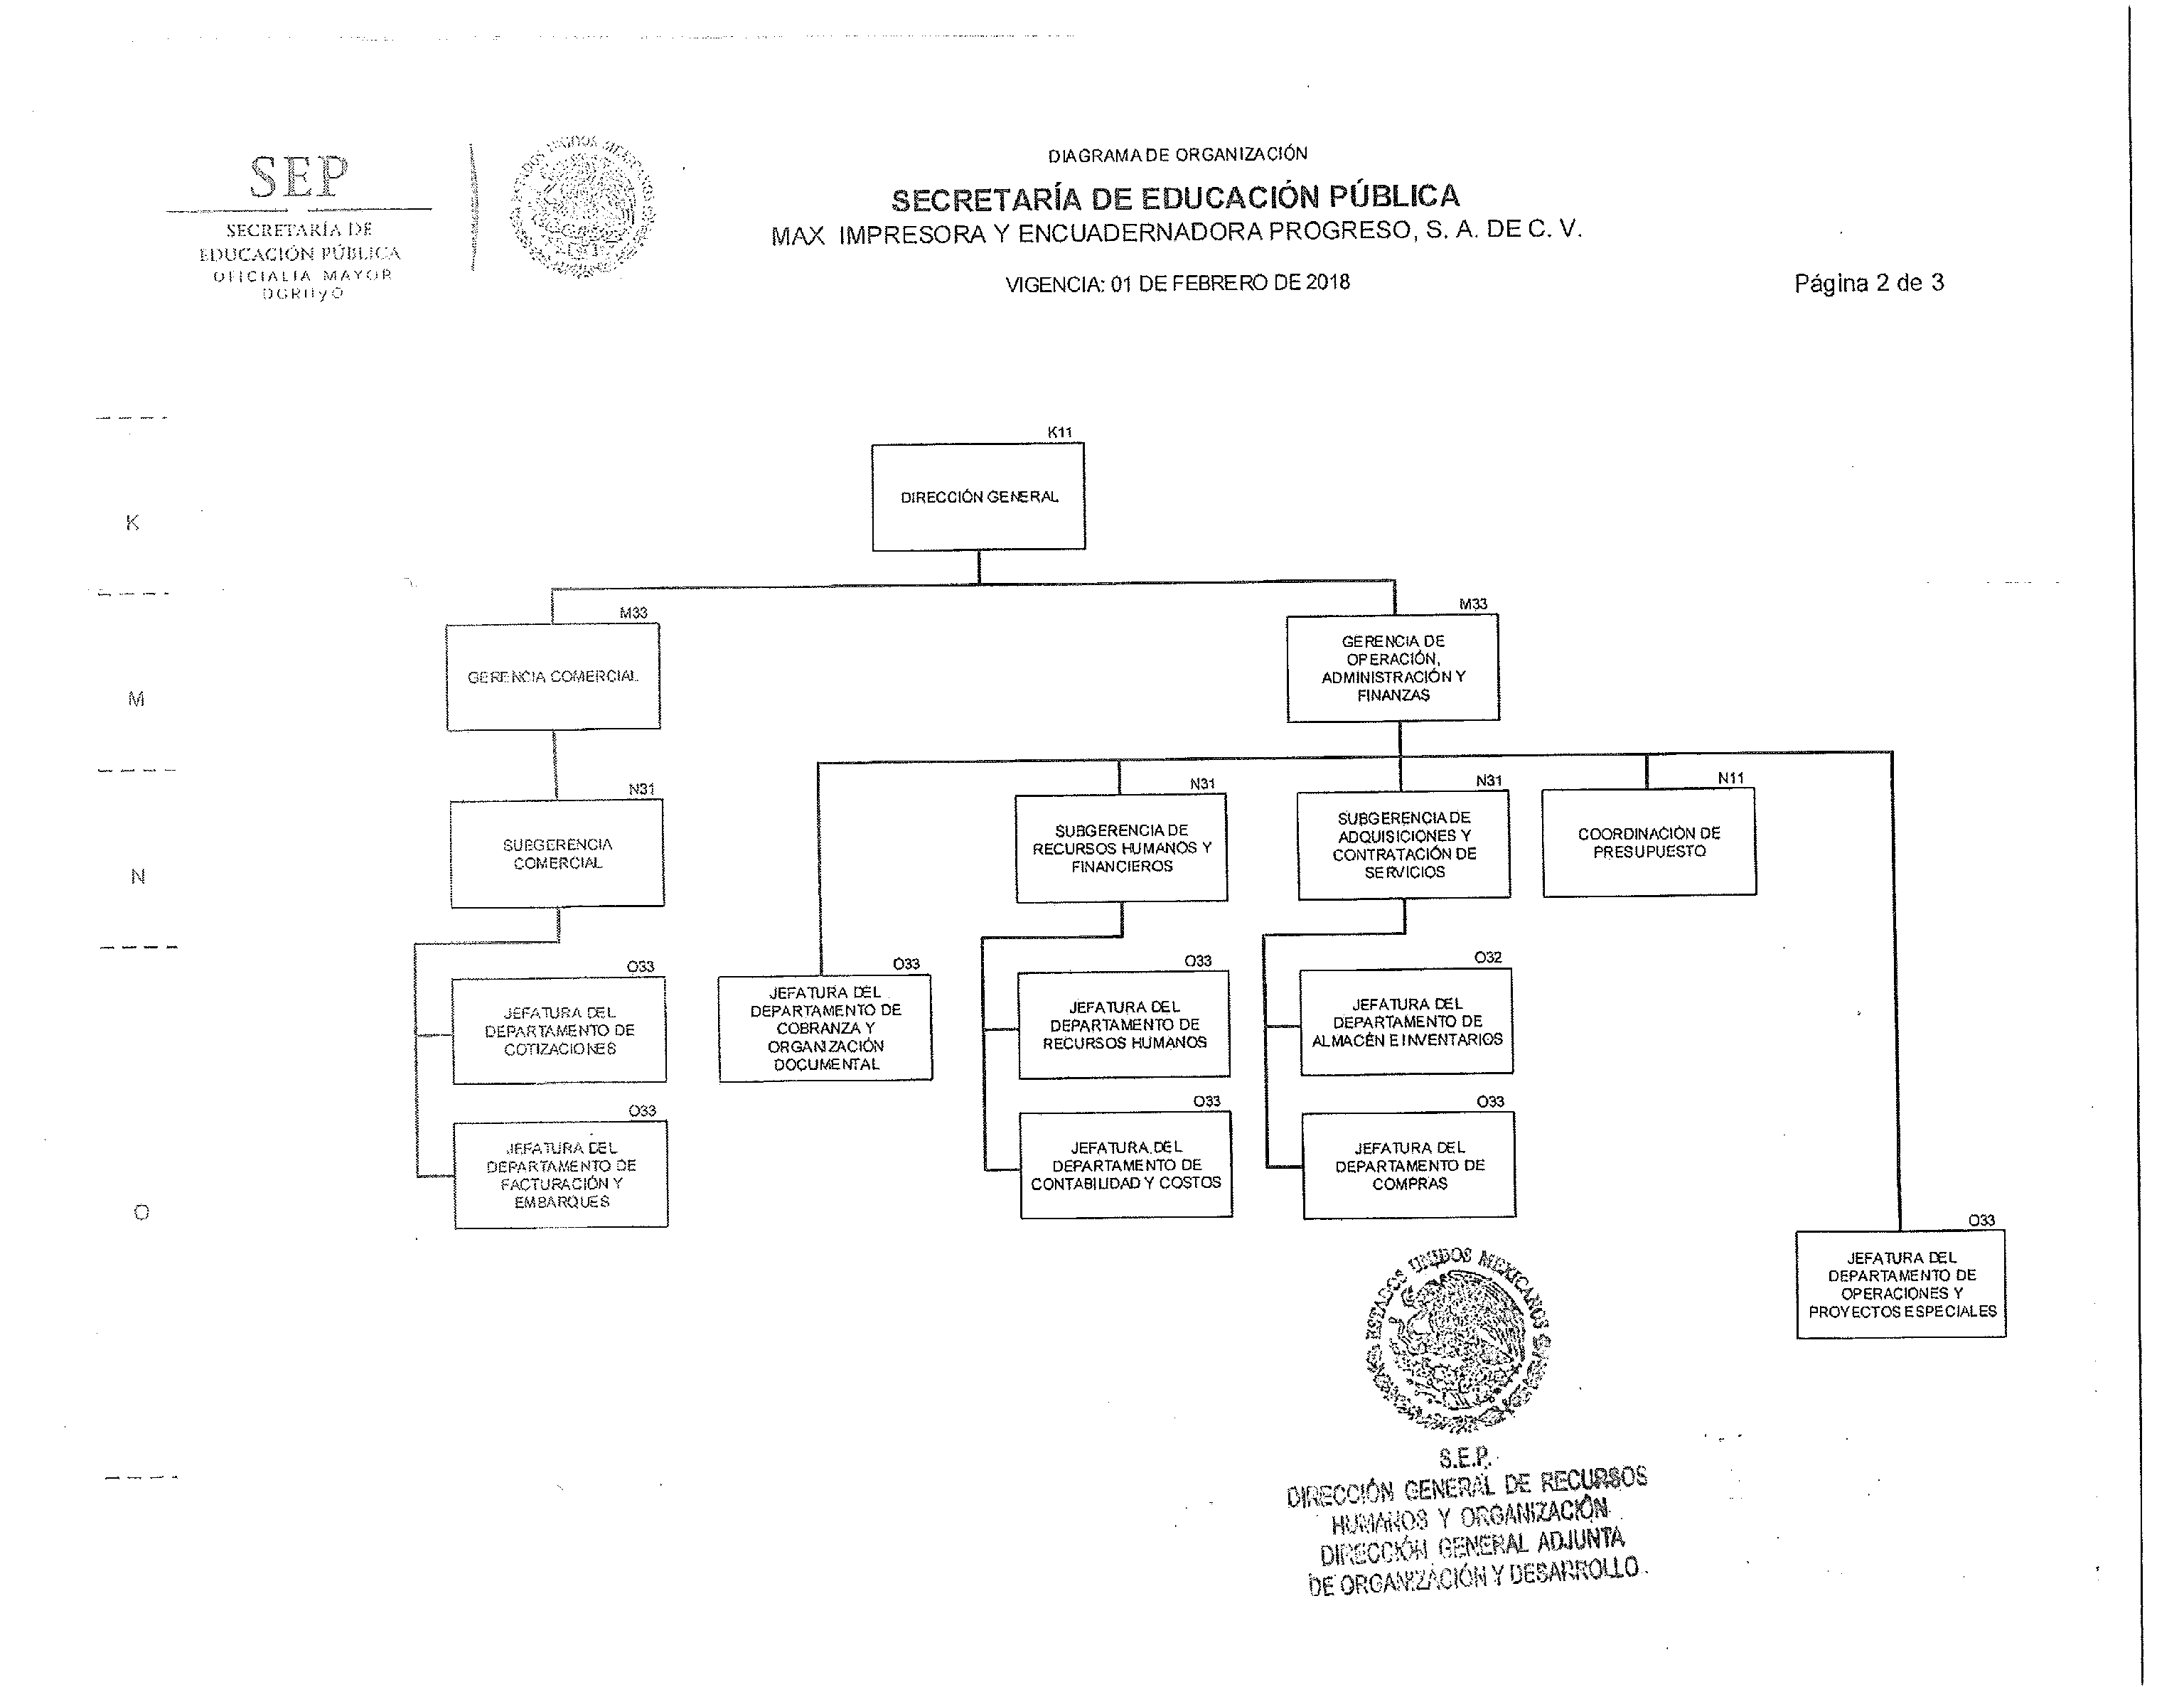 SEP
SECRETARÍA DE
EDUCACIÓN PÚBLICA
OFICIALIA MAYOR
DGRHyO
DIAGRAMA DE ORGANIZACIÓN
SECRETARÍA DE EDUCACIÓN PÚBLICA
MAX IMPRESORA Y ENCUADERNADORA PROGRESO, S. A. DE C. V.
VIGENCIA: 01 DE FEBRERO DE 2018
Página 2 de 3
K
K11
DIRECCIÓN GENERAL
M
M33
GERENCIA COMERCIAL
M33
GERENCIA DE
OPERACIÓN,
ADMINISTRACIÓN Y
FINANZAS
N
N31
SUBGERENCIA
COMERCIAL
N31
SUBGERENCIA DE
RECURSOS HUMANOS Y
FINANCIEROS
N31
SUBGERENCIA DE
ADQUISICIONES Y
CONTRATACIÓN DE
SERVICIOS
N11
COORDINACIÓN DE
PRESUPUESTO
O
O33
JEFATURA DEL
DEPARTAMENTO DE
COTIZACIONES
O33
JEFATURA DEL
DEPARTAMENTO DE
COBRANZA Y
ORGANIZACIÓN
DOCUMENTAL
O33
JEFATURA DEL
DEPARTAMENTO DE
RECURSOS HUMANOS
O32
JEFATURA DEL
DEPARTAMENTO DE
ALMACÉN E INVENTARIOS
O33
JEFATURA DEL
DEPARTAMENTO DE
FACTURACIÓN Y
EMBARQUES
O33
JEFATURA DEL
DEPARTAMENTO DE
CONTABILIDAD Y COSTOS
O33
JEFATURA DEL
DEPARTAMENTO DE
COMPRAS
O33
JEFATURA DEL
DEPARTAMENTO DE
OPERACIONES Y
PROYECTOS ESPECIALES
ESTADOS UNIDOS MEXICANOS
S.E.P.
DIRECCIÓN GENERAL DE RECURSOS
HUMANOS Y ORGANIZACIÓN
DIRECCIÓN GENERAL ADJUNTA
DE ORGANIZACIÓN Y DESARROLLO